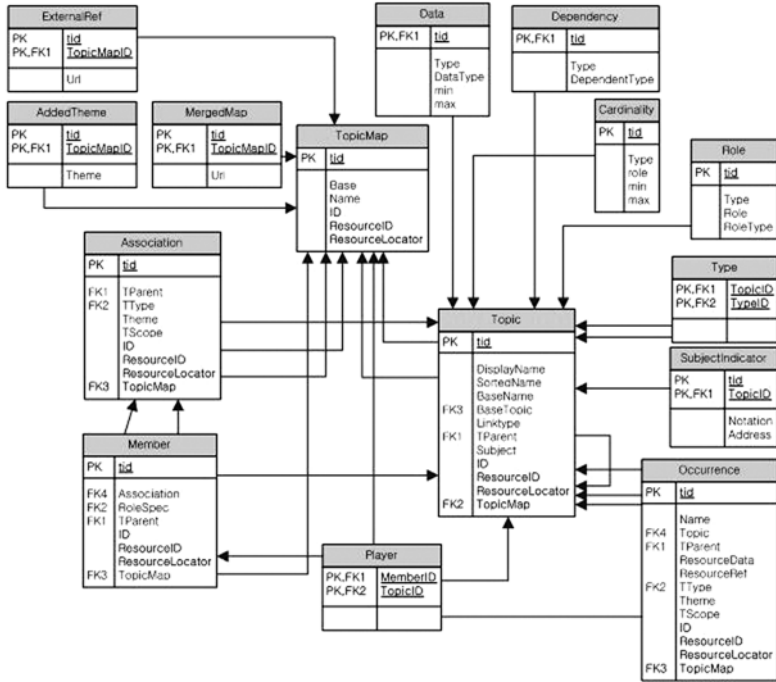 ExternalRef
PK tid
PK,FK1 TopicMapID
Url
AddedTheme
PK tid
PK,FK1 TopicMapID
Theme
MergedMap
PK tid
PK,FK1 TopicMapID
Url
TopicMap
PK tid
Base
Name
ID
ResourceID
ResourceLocator
Data
PK,FK1 tid
Type
DataType
min
max
Dependency
PK,FK1 tid
Type
DependentType
Cardinality
PK tid
Type
role
min
max
Role
PK tid
Type
Role
RoleType
Association
PK tid
FK1 TParent
FK2 TType
Theme
TScope
ID
ResourceID
ResourceLocator
FK3 TopicMap
Type
PK,FK1 TopicID
PK,FK2 TypeID
Topic
PK tid
DisplayName
SortedName
BaseName
FK3 BaseTopic
Linktype
FK1 TParent
Subject
ID
ResourceID
ResourceLocator
FK2 TopicMap
SubjectIndicator
PK tid
PK,FK1 TopicID
Notation
Address
Member
PK tid
FK4 Association
FK2 RoleSpec
FK1 TParent
ID
ResourceID
ResourceLocator
FK3 TopicMap
Player
PK,FK1 MemberID
PK,FK2 TopicID
Occurrence
PK tid
Name
FK4 Topic
FK1 TParent
ResourceData
ResourceRef
FK2 TType
Theme
TScope
ID
ResourceID
ResourceLocator
FK3 TopicMap